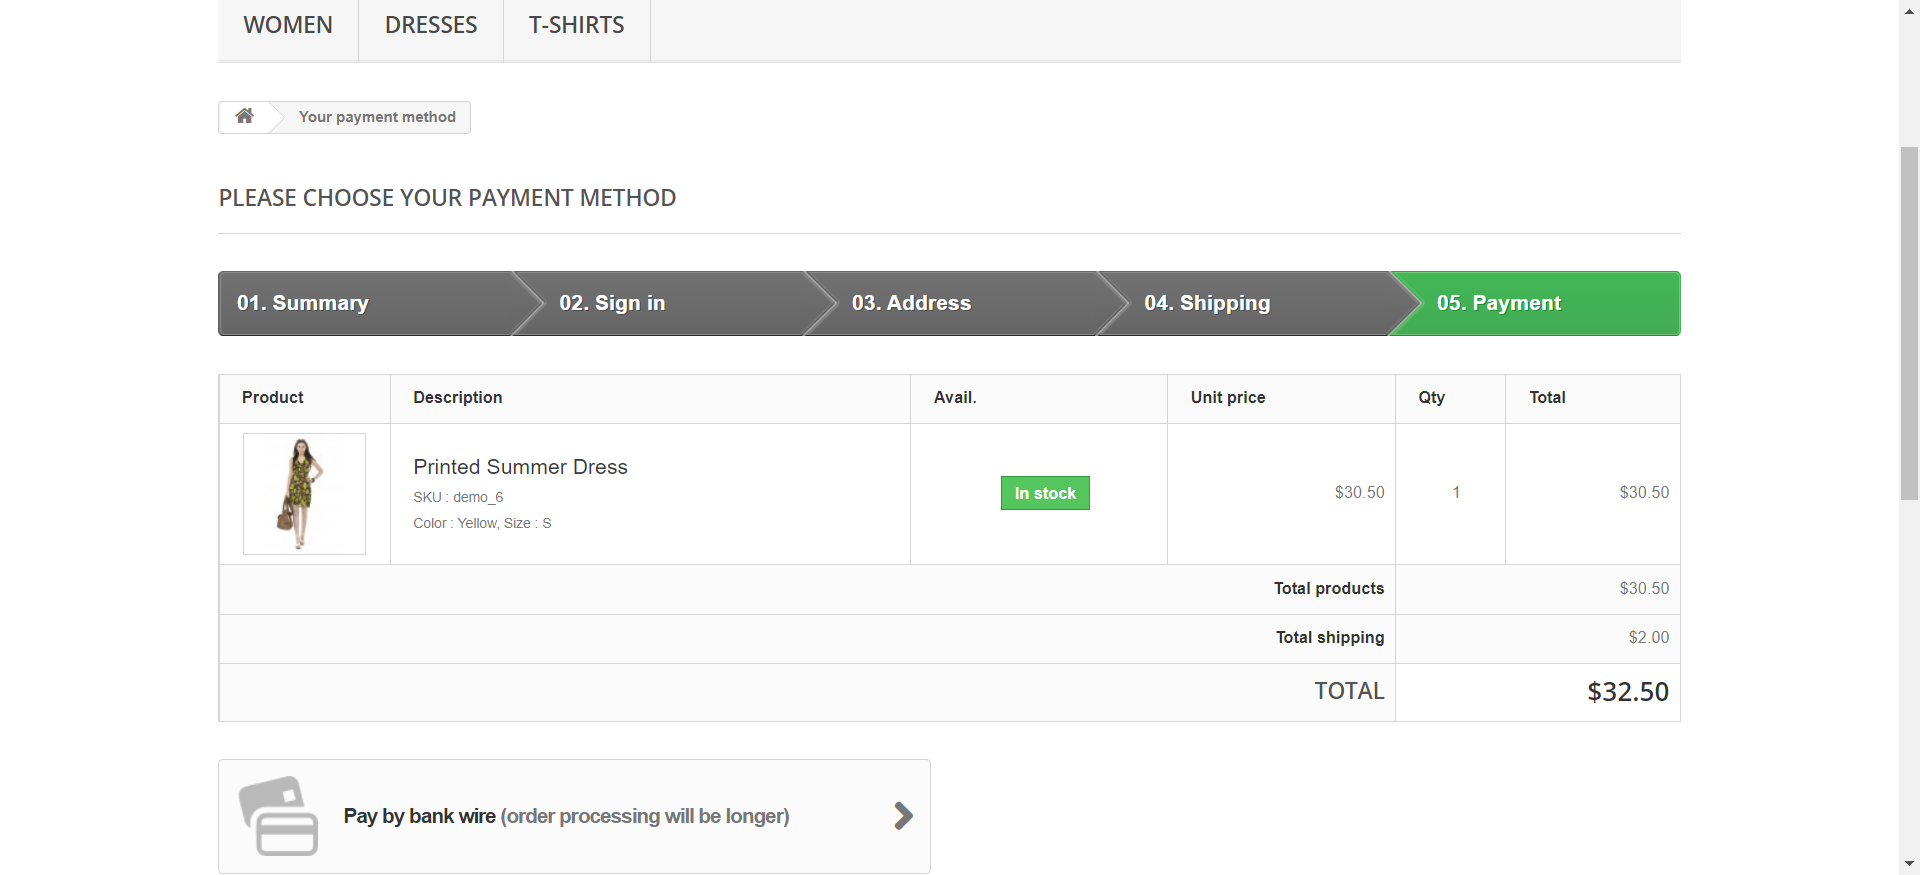 WOMEN DRESSES T-SHIRTS
Your payment method
PLEASE CHOOSE YOUR PAYMENT METHOD
01. Summary 02. Sign in 03. Address 04. Shipping 05. Payment
Product Description Avail. Unit price Qty Total
Printed Summer Dress
SKU : demo_6
Color : Yellow, Size : S
In stock
$30.50 1 $30.50
Total products $30.50
Total shipping $2.00
TOTAL $32.50
Pay by bank wire (order processing will be longer)